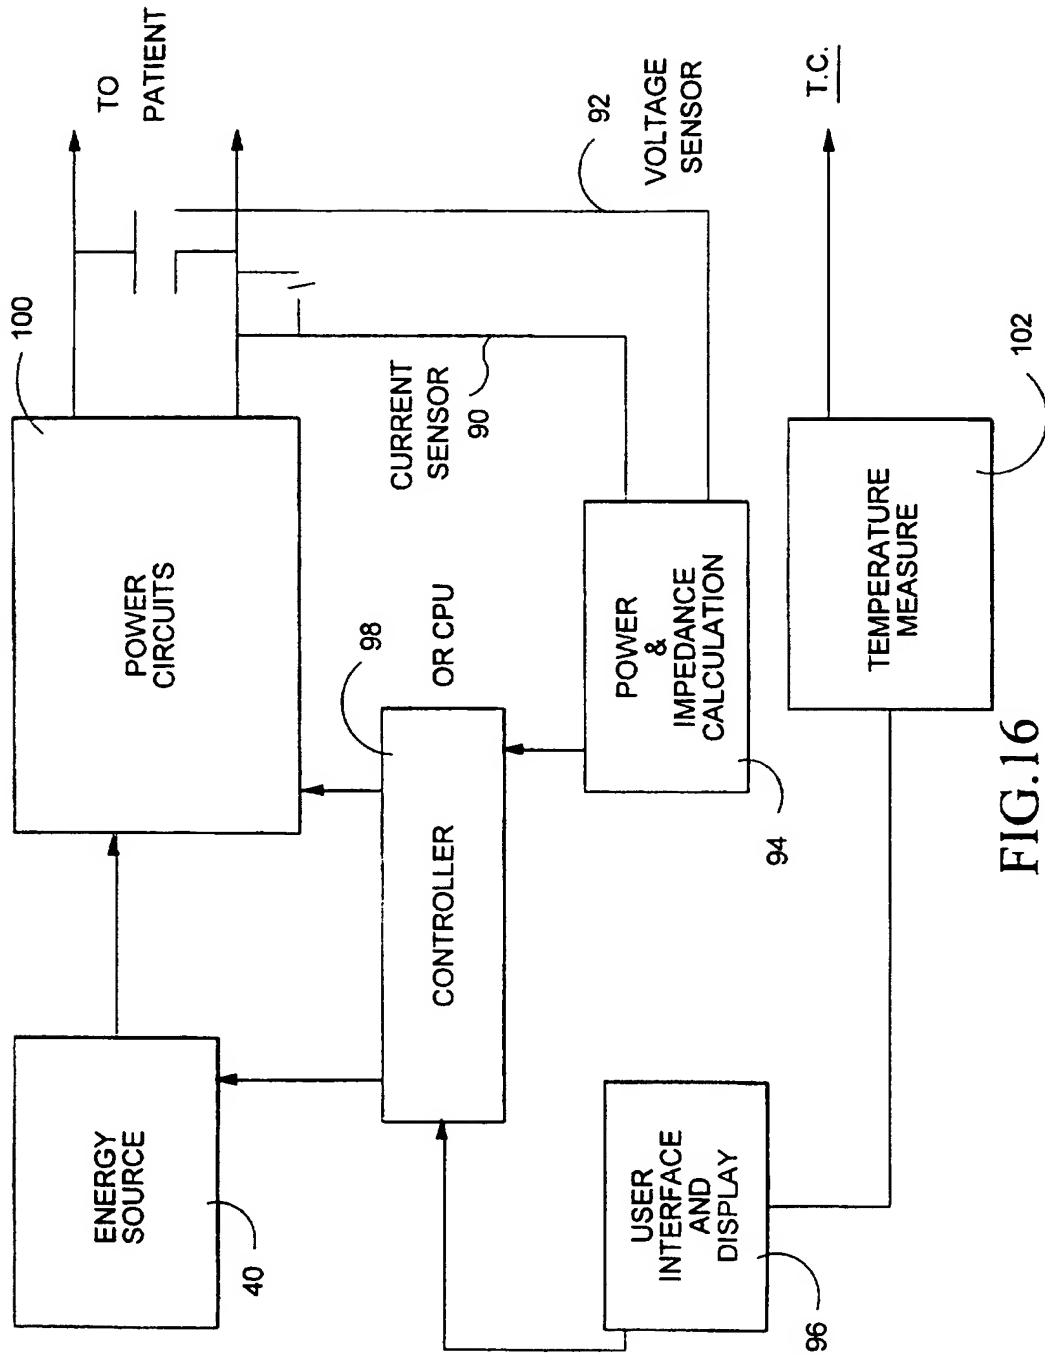 ENERGY
SOURCE
40
POWER
CIRCUITS
100
TO
PATIENT
CONTROLLER
98
OR CPU
CURRENT
SENSOR
90
92
VOLTAGE
SENSOR
USER
INTERFACE
AND
DISPLAY
96
POWER
&
IMPEDANCE
CALCULATION
94
TEMPERATURE
MEASURE
102
T.C.
FIG.16